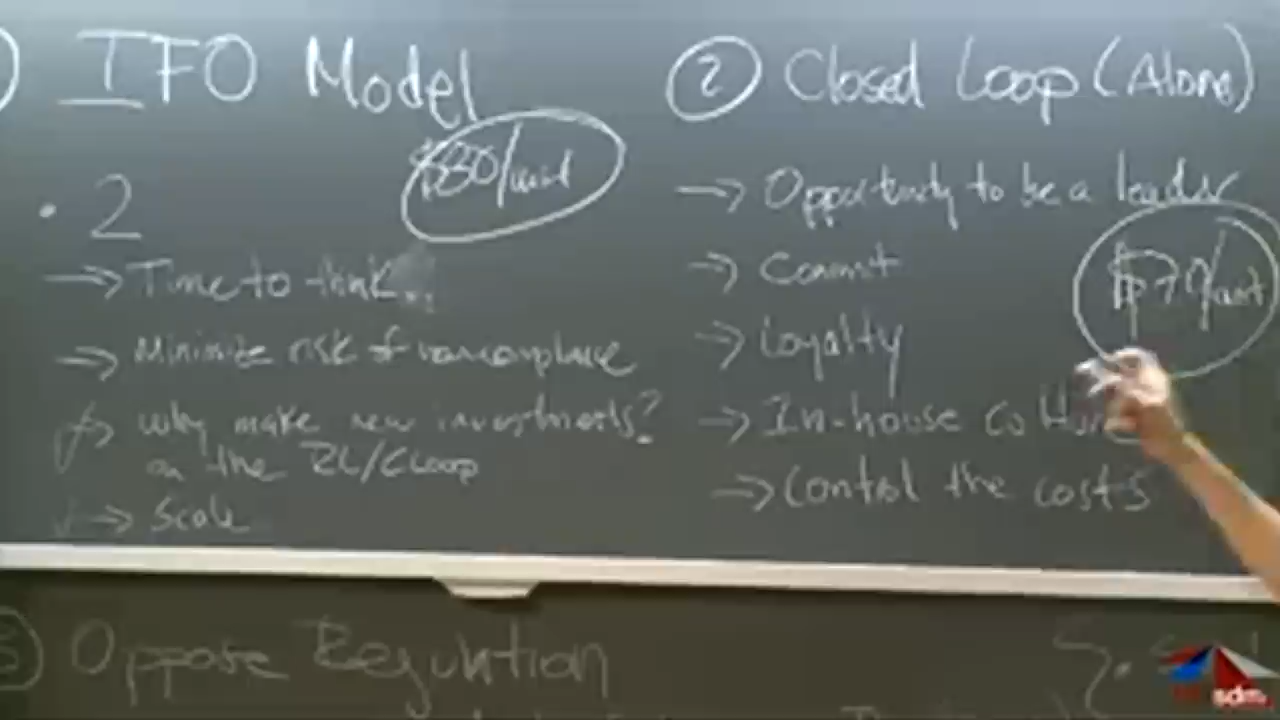 IFO Model
$80/unit
• 2
→ Time to think..
→ Minimize risk of noncompliance
→ Why make new investments?
on the RL/CLoop
→ Scale
② Closed Loop (Alone)
→ Opportunity to be a leader
→ Commit
→ Loyalty
$70/unit
→ In-house
→ Control the costs
Oppose Regulation
sdm